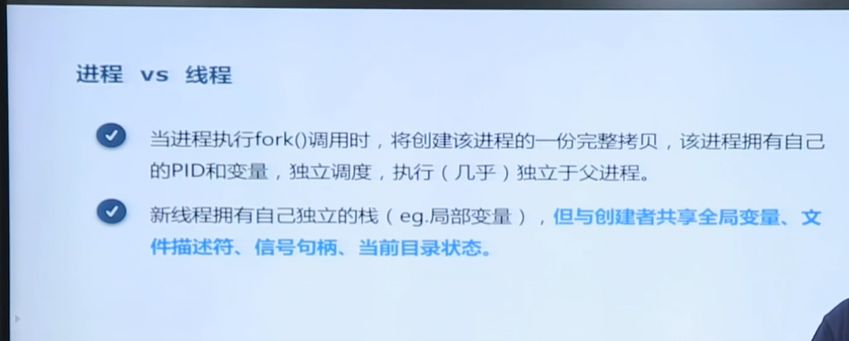 进程 vs 线程
当进程执行fork()调用时，将创建该进程的一份完整拷贝，该进程拥有自己
的PID和变量，独立调度，执行（几乎）独立于父进程。
新线程拥有自己独立的栈（eg.局部变量），但与创建者共享全局变量、文
件描述符、信号句柄、当前目录状态。